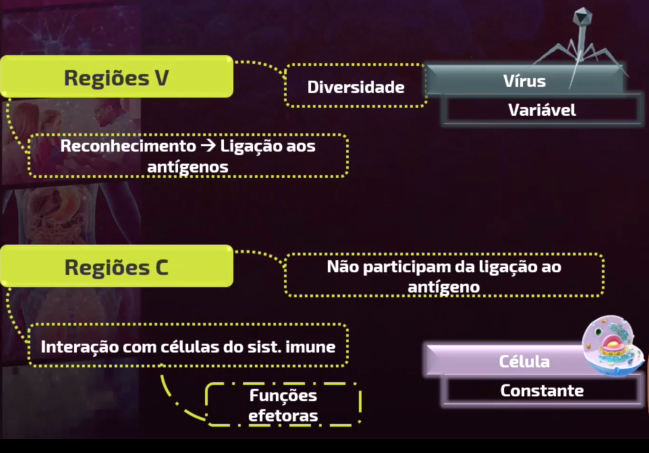 Regiões V
Diversidade
Vírus
Variável
Reconhecimento → Ligação aos
antígenos
Regiões C
Não participam da ligação ao
antígeno
Interação com células do sist. imune
Célula
Constante
Funções
efetoras